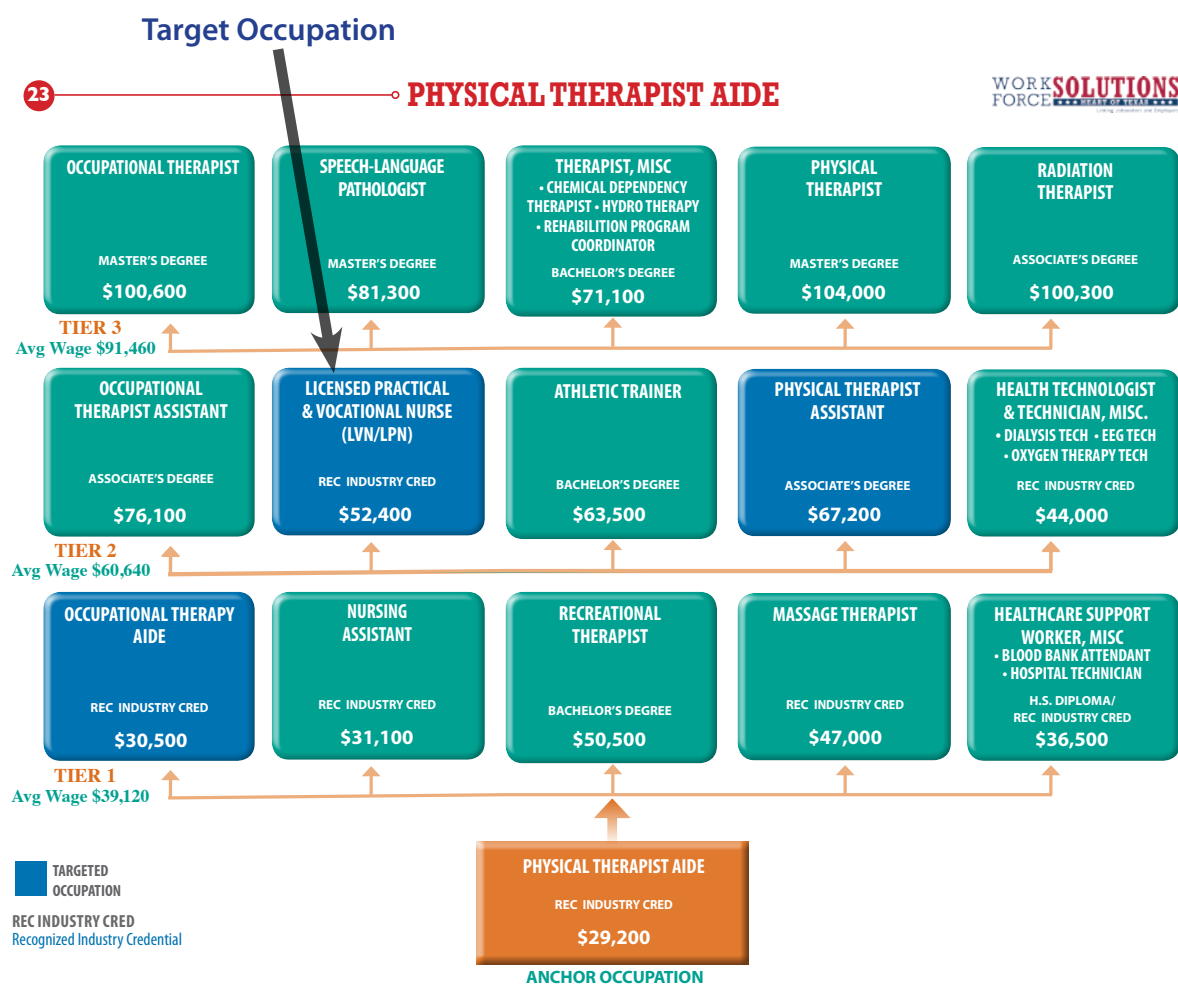 Target Occupation
23
PHYSICAL THERAPIST AIDE
WORK SOLUTIONS
FORCE HEART OF TEXAS
Linking Jobseekers and Employers
OCCUPATIONAL THERAPIST
MASTER'S DEGREE
$100,600
SPEECH-LANGUAGE
PATHOLOGIST
MASTER'S DEGREE
$81,300
THERAPIST, MISC
• CHEMICAL DEPENDENCY
THERAPIST • HYDRO THERAPY
• REHABILITION PROGRAM
COORDINATOR
BACHELOR'S DEGREE
$71,100
PHYSICAL
THERAPIST
MASTER'S DEGREE
$104,000
RADIATION
THERAPIST
ASSOCIATE'S DEGREE
$100,300
TIER 3
Avg Wage $91,460
OCCUPATIONAL
THERAPIST ASSISTANT
ASSOCIATE'S DEGREE
$76,100
LICENSED PRACTICAL
& VOCATIONAL NURSE
(LVN/LPN)
REC INDUSTRY CRED
$52,400
ATHLETIC TRAINER
BACHELOR'S DEGREE
$63,500
PHYSICAL THERAPIST
ASSISTANT
ASSOCIATE'S DEGREE
$67,200
HEALTH TECHNOLOGIST
& TECHNICIAN, MISC.
• DIALYSIS TECH • EEG TECH
• OXYGEN THERAPY TECH
REC INDUSTRY CRED
$44,000
TIER 2
Avg Wage $60,640
OCCUPATIONAL THERAPY
AIDE
REC INDUSTRY CRED
$30,500
NURSING
ASSISTANT
REC INDUSTRY CRED
$31,100
RECREATIONAL
THERAPIST
BACHELOR'S DEGREE
$50,500
MASSAGE THERAPIST
REC INDUSTRY CRED
$47,000
HEALTHCARE SUPPORT
WORKER, MISC
• BLOOD BANK ATTENDANT
• HOSPITAL TECHNICIAN
H.S. DIPLOMA/
REC INDUSTRY CRED
$36,500
TIER 1
Avg Wage $39,120
PHYSICAL THERAPIST AIDE
REC INDUSTRY CRED
$29,200
ANCHOR OCCUPATION
TARGETED
OCCUPATION
REC INDUSTRY CRED
Recognized Industry Credential